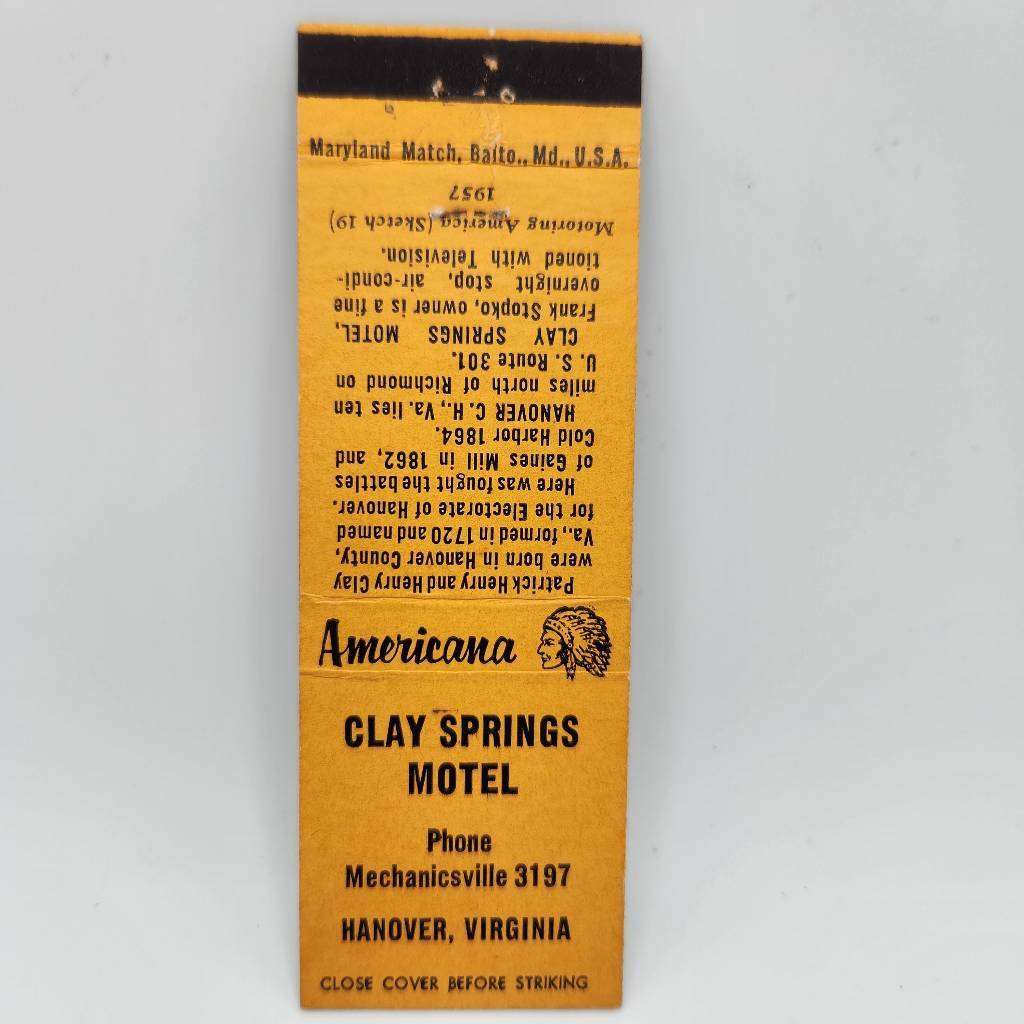 Maryland Match, Balto., Md., U.S.A.
Patrick Henry and Henry Clay
were born in Hanover County,
Va., formed in 1720 and named
for the Electorate of Hanover.
Here was fought the battles
of Gaines Mill in 1862, and
Cold Harbor 1864.
HANOVER C. H., Va. lies ten
miles north of Richmond on
U. S. Route 301.
CLAY SPRINGS MOTEL,
Frank Stopko, owner is a fine
overnight stop, air-condi-
tioned with Television.
Motoring America (Sketch 19)
1957
Americana
CLAY SPRINGS
MOTEL
Phone
Mechanicsville 3197
HANOVER, VIRGINIA
CLOSE COVER BEFORE STRIKING